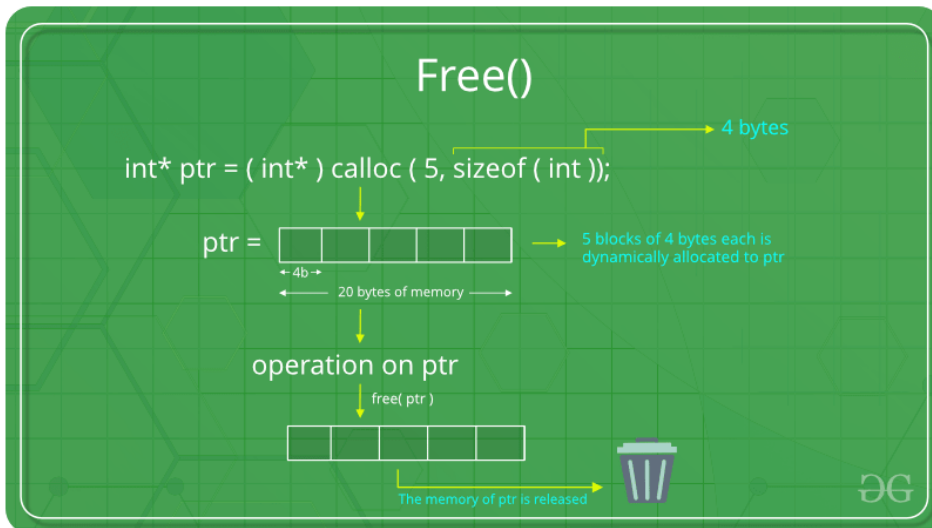 Free()
4 bytes
int* ptr = ( int* ) calloc ( 5, sizeof ( int ));
ptr =
5 blocks of 4 bytes each is
dynamically allocated to ptr
4b
20 bytes of memory
operation on ptr
free( ptr )
The memory of ptr is released
GG